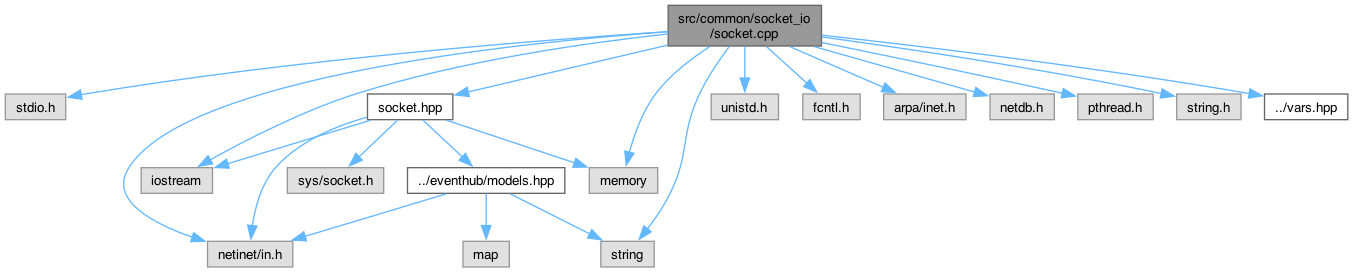 src/common/socket_io
/socket.cpp
stdio.h
socket.hpp
unistd.h
fcntl.h
arpa/inet.h
netdb.h
pthread.h
string.h
../vars.hpp
iostream
sys/socket.h
../eventhub/models.hpp
memory
netinet/in.h
map
string